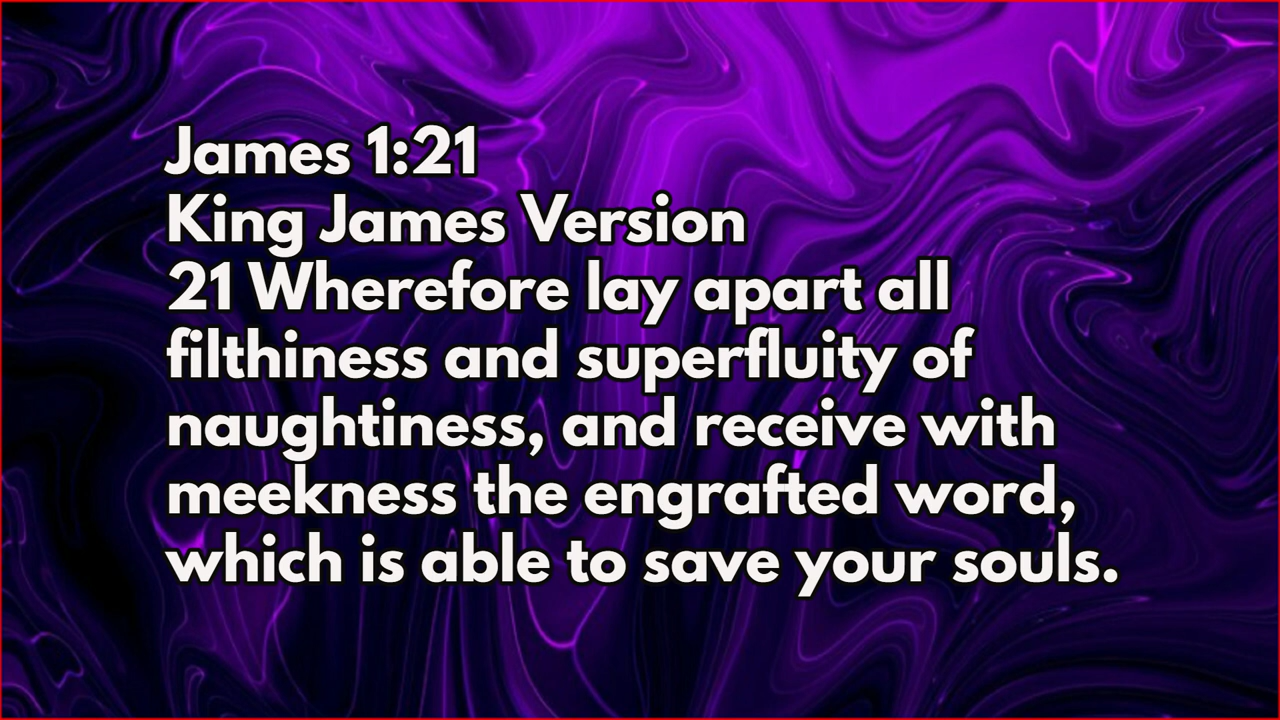 James 1:21
King James Version
21 Wherefore lay apart all
filthiness and superfluity of
naughtiness, and receive with
meekness the engrafted word,
which is able to save your souls.